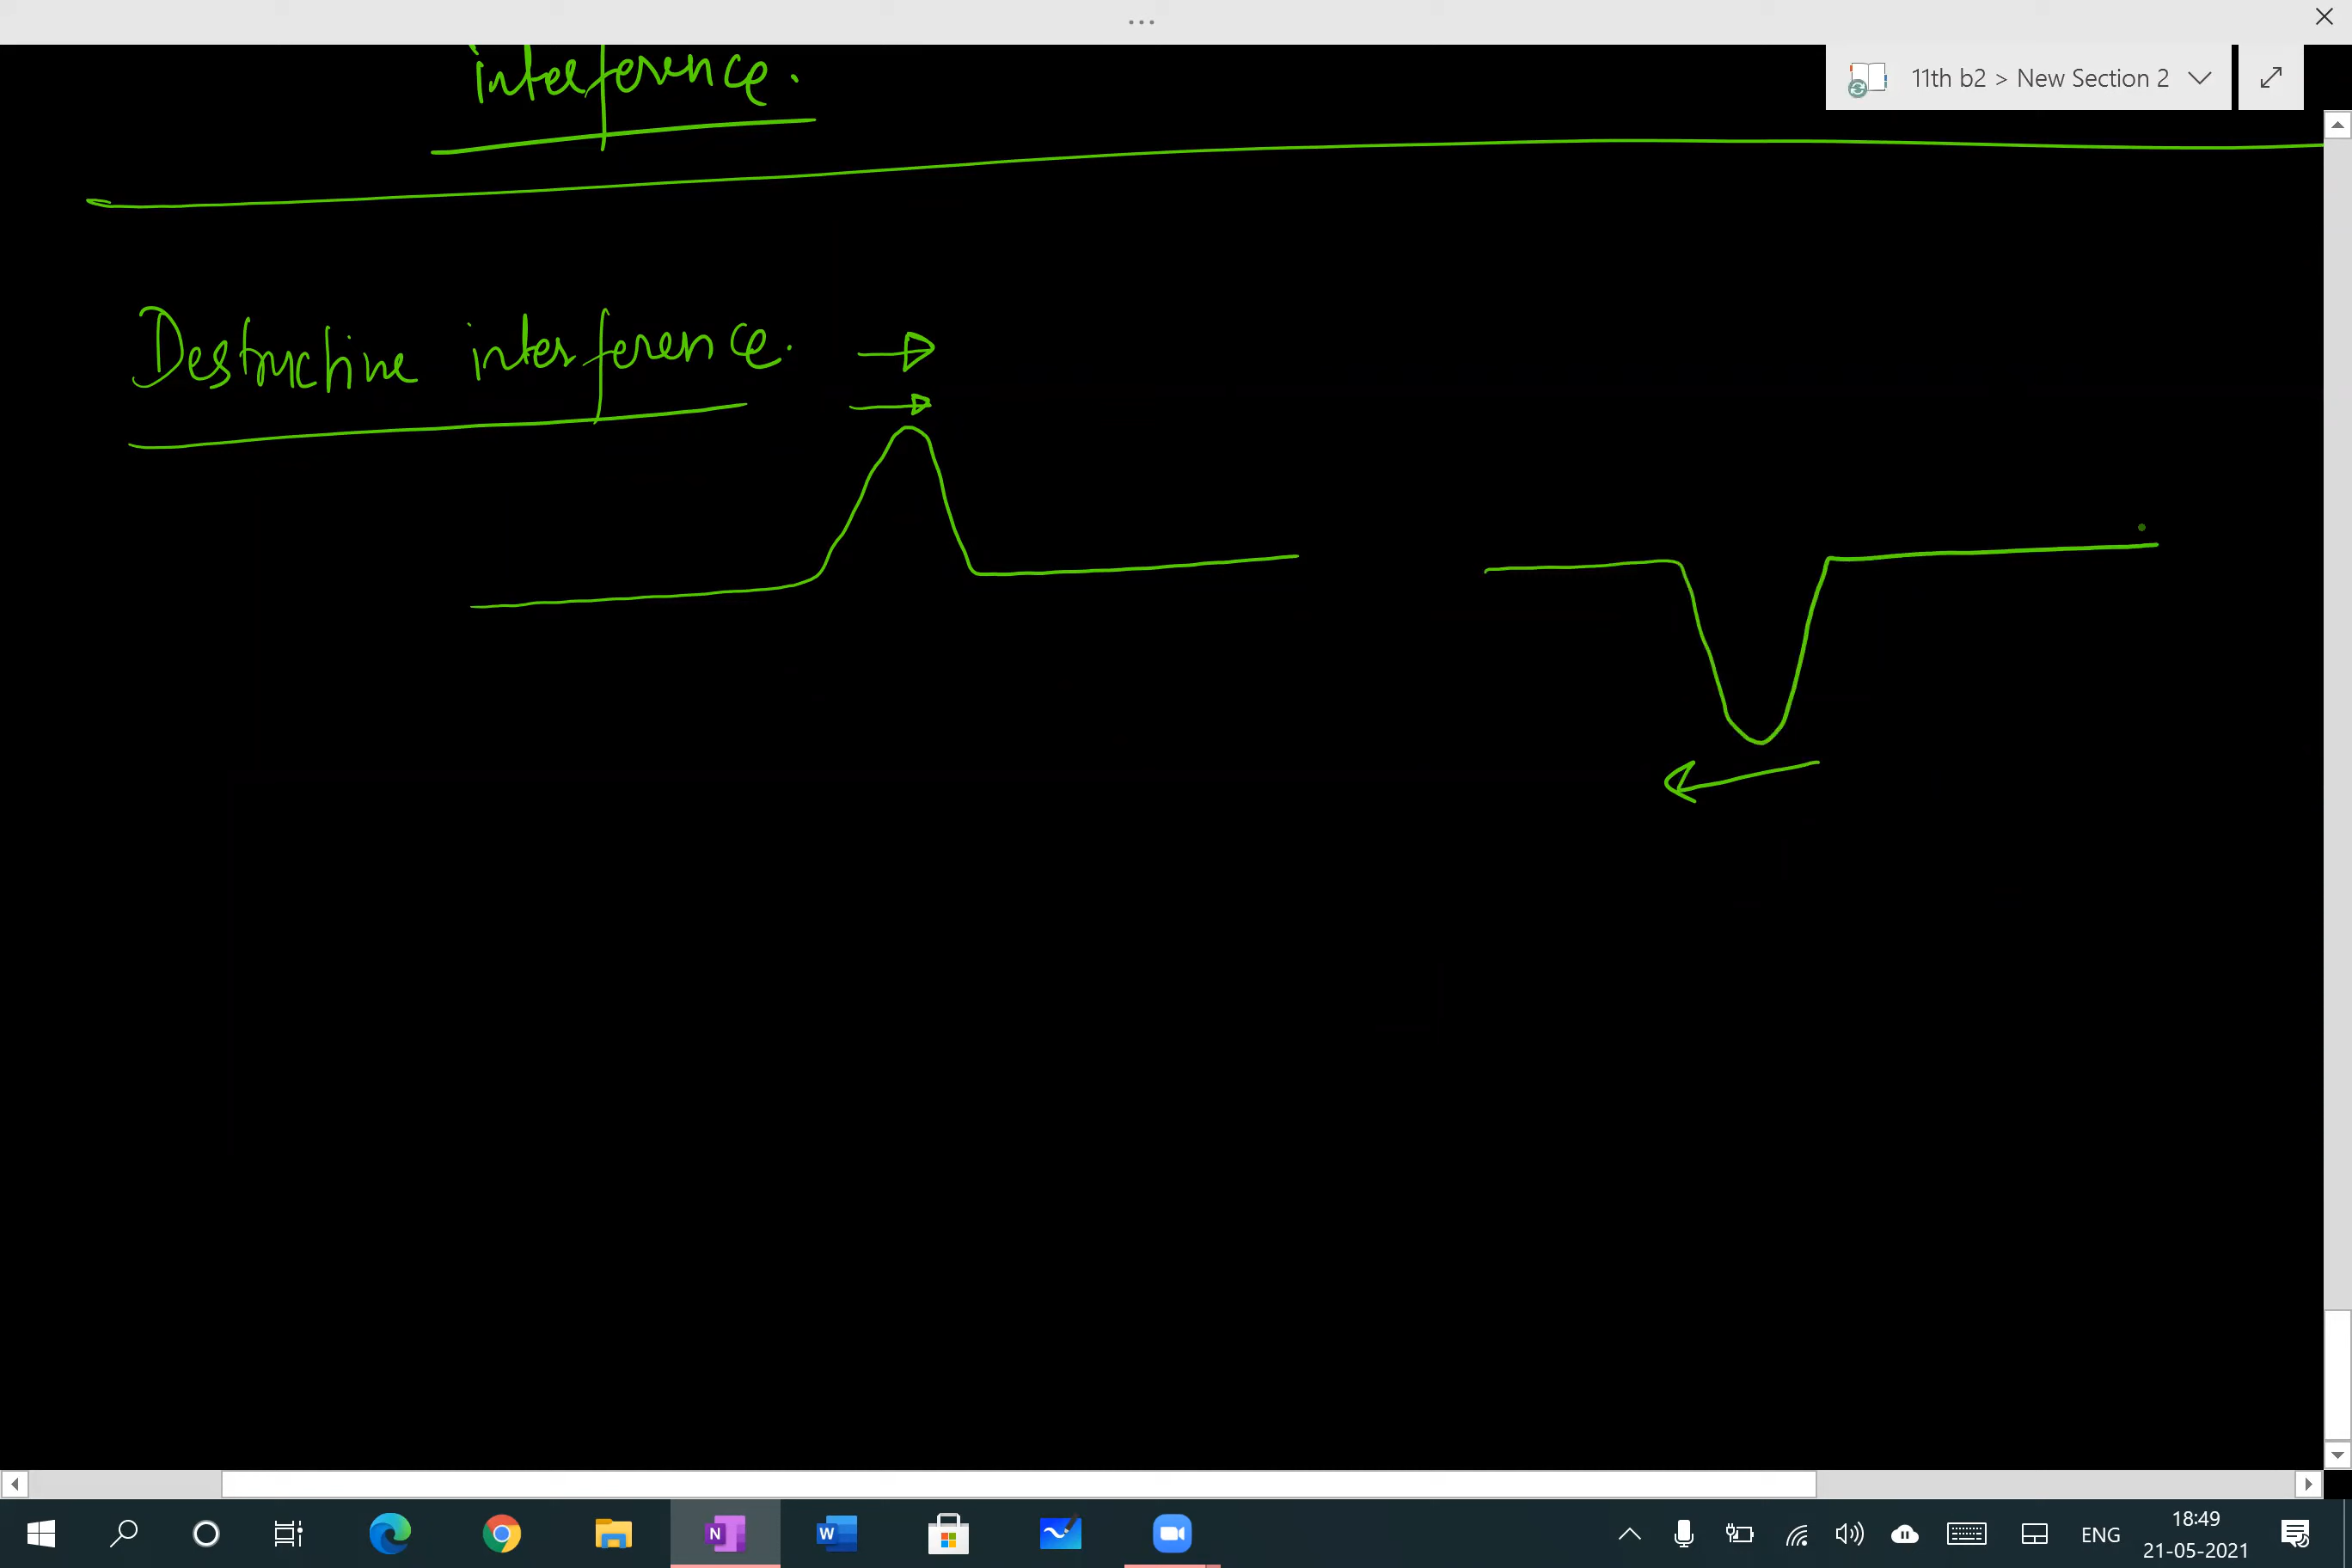 interference.
11th b2 > New Section 2
Destructive interference.
N
W
ENG
18:49
21-05-2021